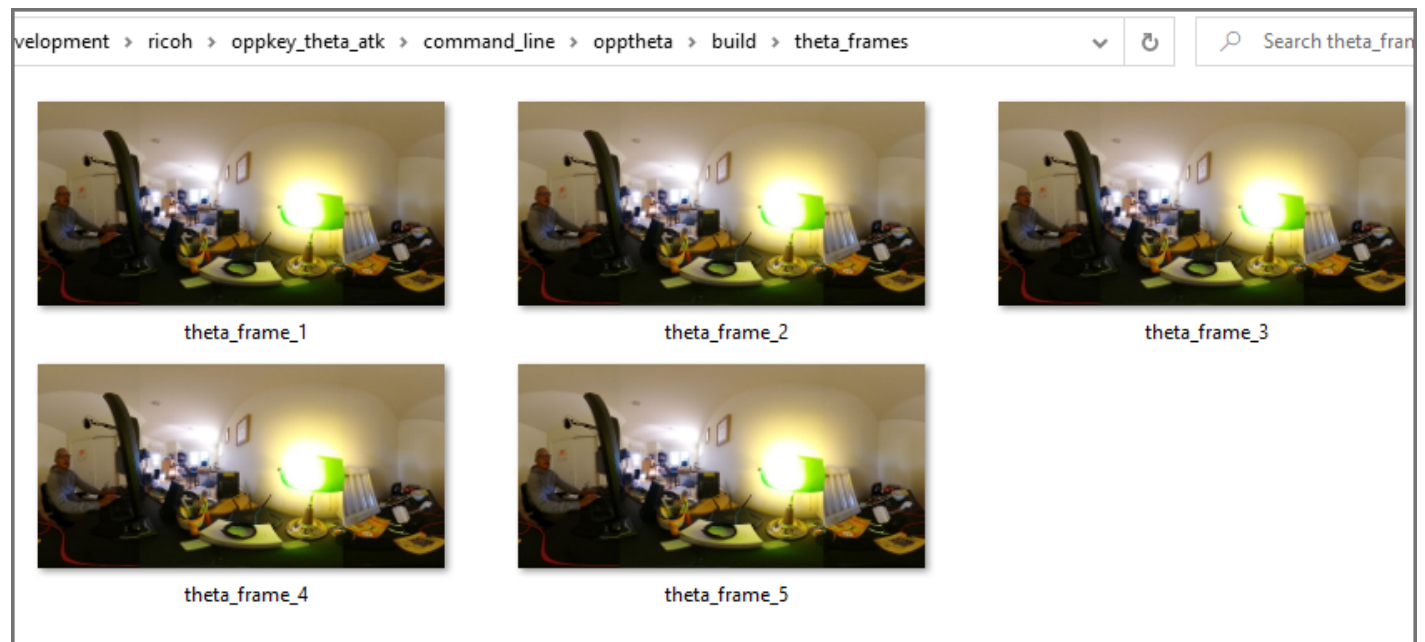 velopment > ricoh > oppkey_theta_atk > command_line > opptheta > build > theta_frames
Search theta_fran
theta_frame_1
theta_frame_2
theta_frame_3
theta_frame_4
theta_frame_5